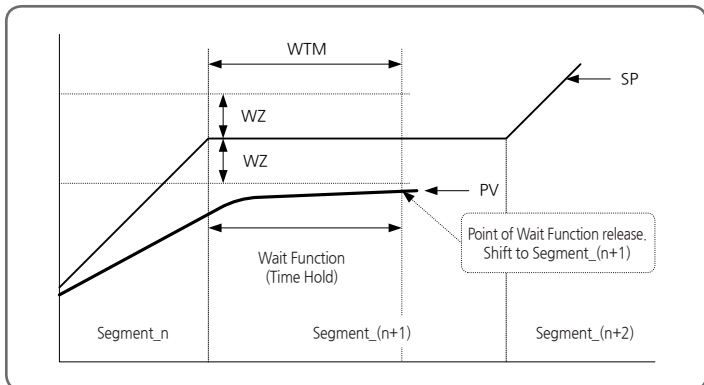 WTM
SP
WZ
WZ
PV
Point of Wait Function release.
Shift to Segment_(n+1)
Wait Function
(Time Hold)
Segment_n
Segment_(n+1)
Segment_(n+2)